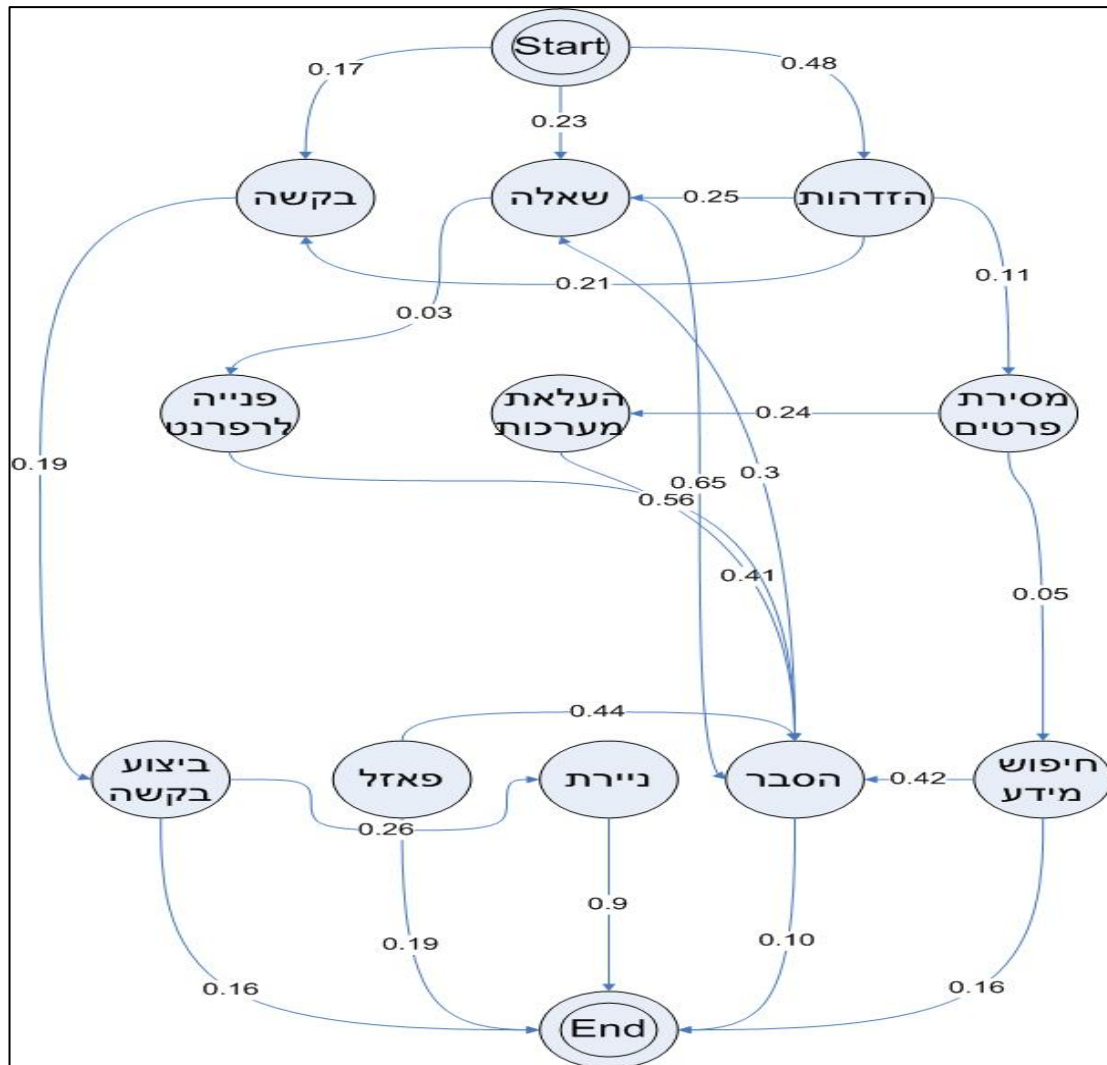 Start
0.17
0.48
0.23
בקשה
שאלה
0.25
הזדהות
0.21
0.11
0.03
פנייה
לרפרנט
העלאת
מערכות
0.24
מסירת
פרטים
0.19
0.65
0.3
0.56
0.41
0.05
0.44
ביצוע
בקשה
פאזל
ניירת
הסבר
0.42
חיפוש
מידע
0.26
0.9
0.19
0.10
0.16
0.16
End